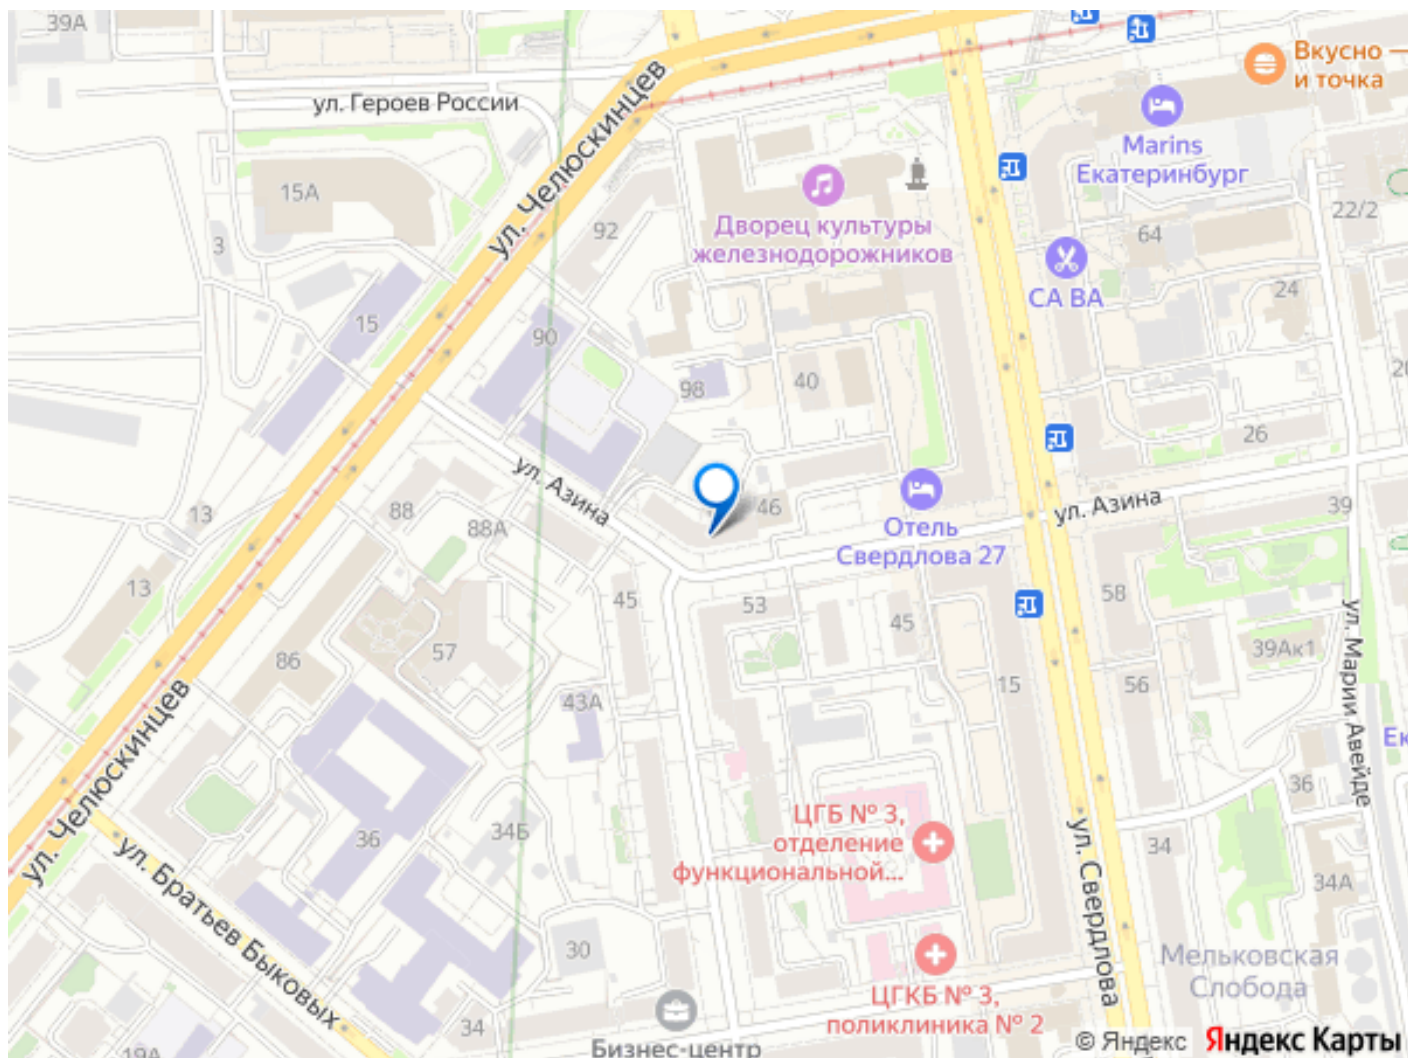 39А
Вкусно —
и точка
ул. Героев России
Marins
Екатеринбург
15А
ул. Челюскинцев
22/2
92
Дворец культуры
железнодорожников
64
3
24
СА ВА
15
90
20
40
98
26
ул. Азина
ул. Азина
46
39
88
13
88А
Отель
Свердлова 27
13
58
45
53
45
39Ак1
ул. Марии Авейде
57
86
15
56
43А
Ек
ул. Челюскинцев
36
ЦГБ № 3,
отделение
функциональной...
34Б
36
34
ул. Свердлова
ул. Братьев Быковых
34А
30
Мельковская
Слобода
ЦГКБ № 3,
поликлиника № 2
34
19А
Бизнес-центр
© Яндекс Яндекс Карты